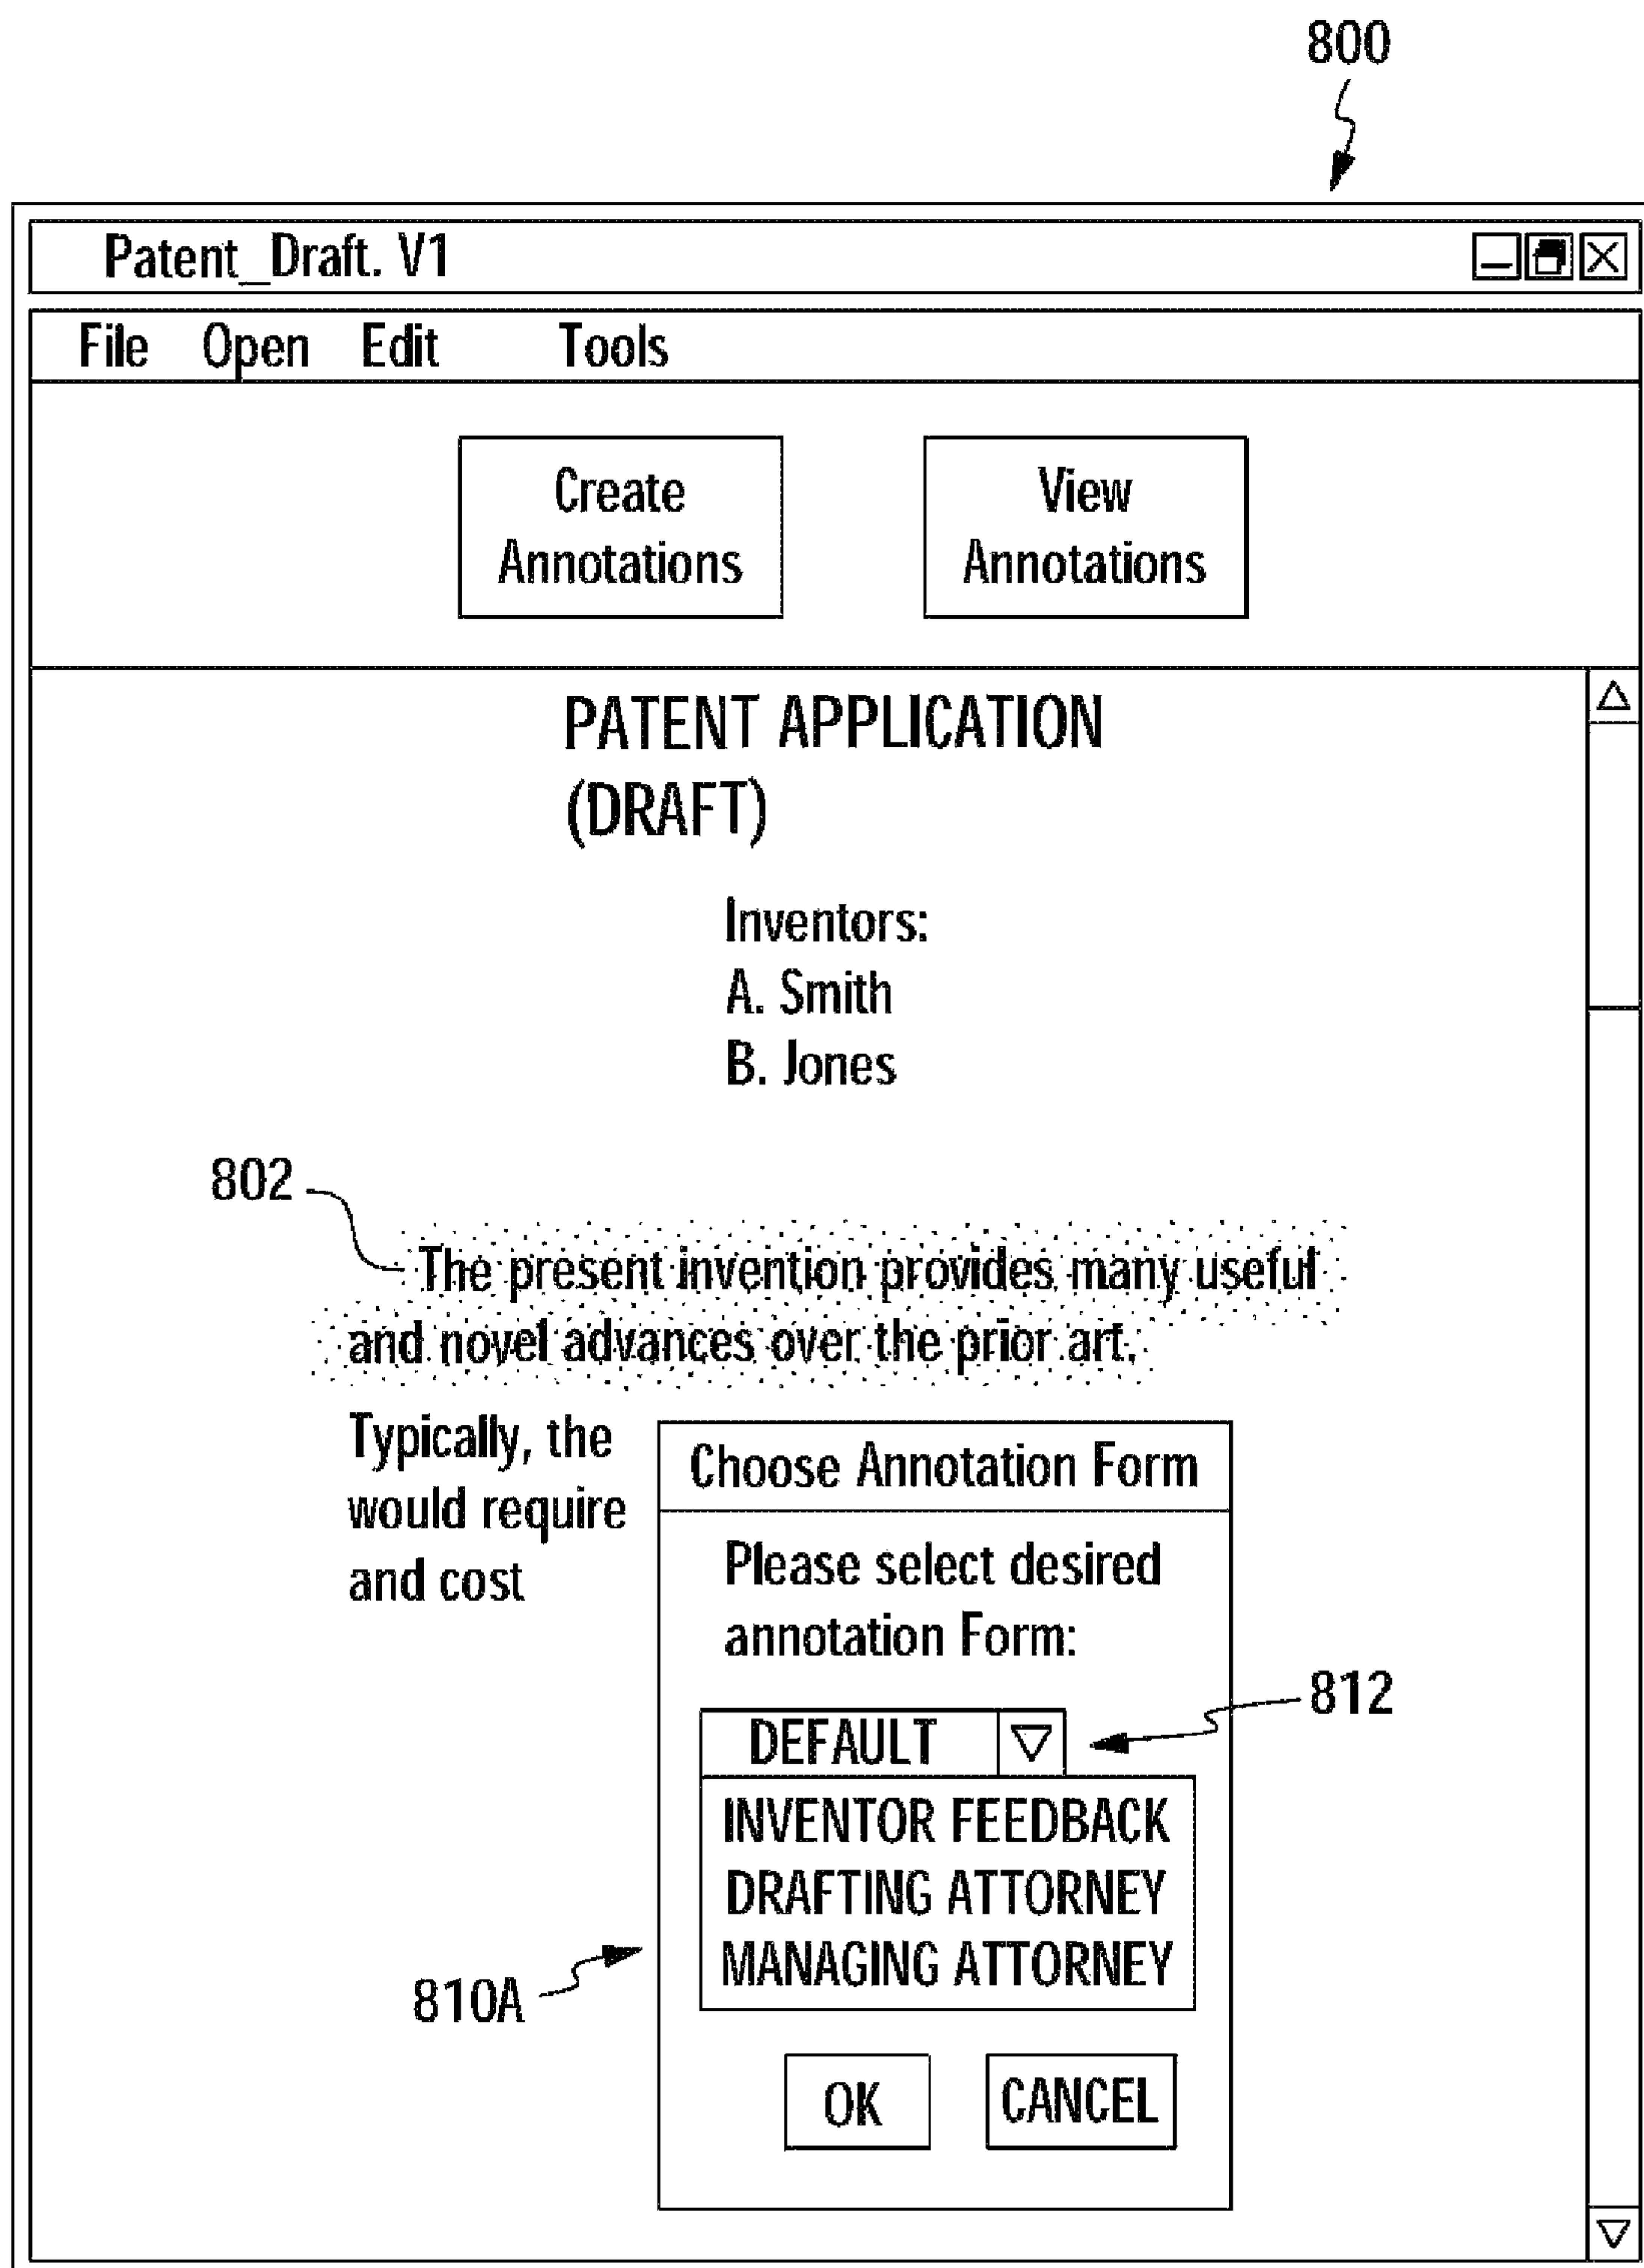 800
Patent_Draft. V1
File Open Edit Tools
Create
Annotations
View
Annotations
PATENT APPLICATION
(DRAFT)
Inventors:
A. Smith
B. Jones
802
The present invention provides many useful
and novel advances over the prior art.
Typically, the
would require
and cost
Choose Annotation Form
Please select desired
annotation Form:
812
DEFAULT
INVENTOR FEEDBACK
DRAFTING ATTORNEY
MANAGING ATTORNEY
810A
OK
CANCEL